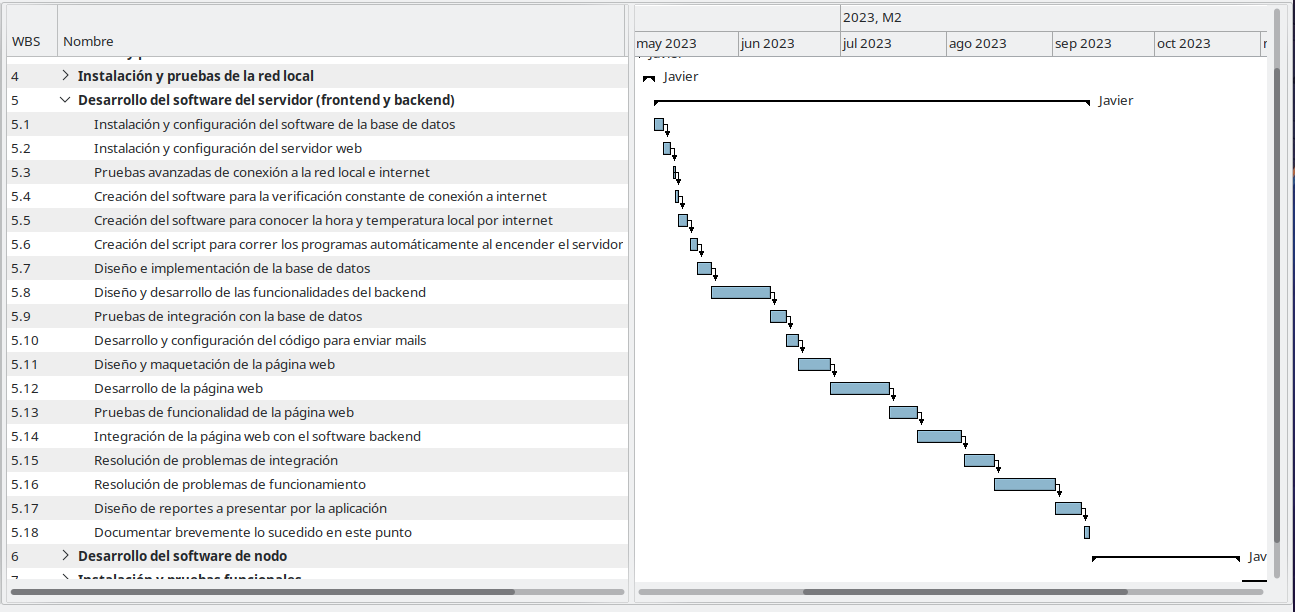 2023, M2
WBS Nombre
may 2023 jun 2023 jul 2023 ago 2023 sep 2023 oct 2023
4 Instalación y pruebas de la red local Javier
5 Desarrollo del software del servidor (frontend y backend) Javier
5.1 Instalación y configuración del software de la base de datos
5.2 Instalación y configuración del servidor web
5.3 Pruebas avanzadas de conexión a la red local e internet
5.4 Creación del software para la verificación constante de conexión a internet
5.5 Creación del software para conocer la hora y temperatura local por internet
5.6 Creación del script para correr los programas automáticamente al encender el servidor
5.7 Diseño e implementación de la base de datos
5.8 Diseño y desarrollo de las funcionalidades del backend
5.9 Pruebas de integración con la base de datos
5.10 Desarrollo y configuración del código para enviar mails
5.11 Diseño y maquetación de la página web
5.12 Desarrollo de la página web
5.13 Pruebas de funcionalidad de la página web
5.14 Integración de la página web con el software backend
5.15 Resolución de problemas de integración
5.16 Resolución de problemas de funcionamiento
5.17 Diseño de reportes a presentar por la aplicación
5.18 Documentar brevemente lo sucedido en este punto
6 Desarrollo del software de nodo Jav
7 Instalación y pruebas funcionales